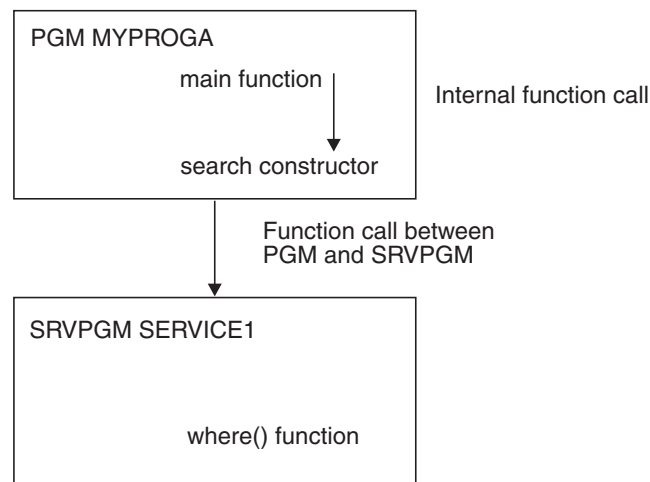 PGM MYPROGA
main function
Internal function call
search constructor
Function call between
PGM and SRVPGM
SRVPGM SERVICE1
where() function